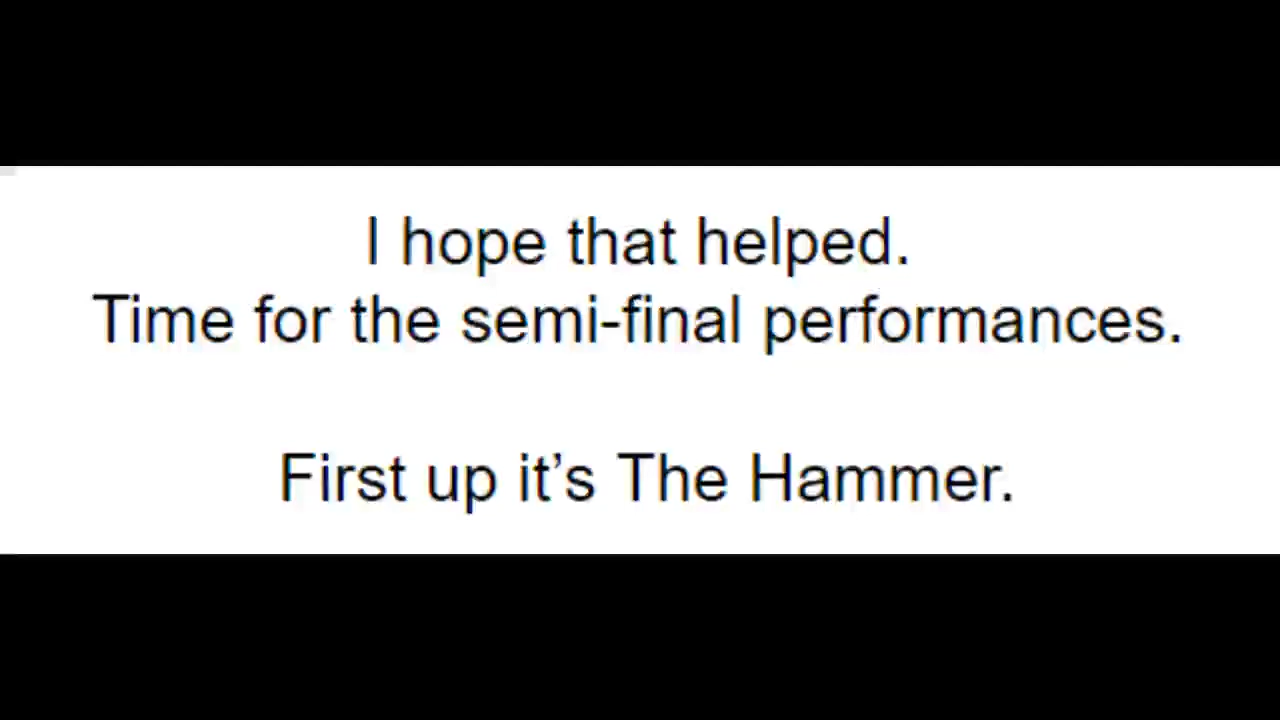 I hope that helped.
Time for the semi-final performances.
First up it’s The Hammer.